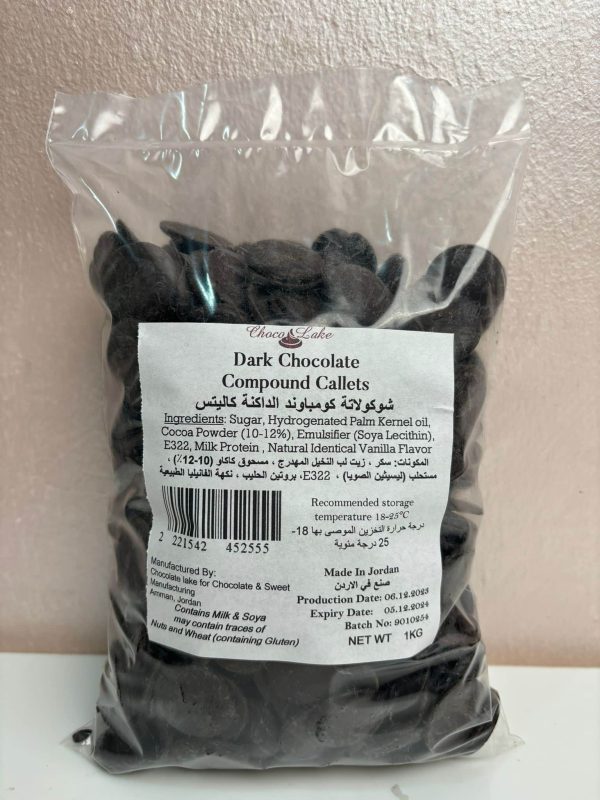 Choco Lake
Dark Chocolate
Compound Callets
شوكولاتة كومباوند الداكنة كاليتس
Ingredients: Sugar, Hydrogenated Palm Kernel oil,
Cocoa Powder (10-12%), Emulsifier (Soya Lecithin),
E322, Milk Protein , Natural Identical Vanilla Flavor
المكونات: سكر ، زيت لب النخيل المهدرج ، مسحوق كاكاو (10-12٪) ،
مستحلب (ليسيثين الصويا) ، E322، بروتين الحليب ، نكهة الفانيليا الطبيعية
2 221542 452555
Recommended storage
temperature 18-25°C
درجة حرارة التخزين الموصى بها 18-
25 درجة مئوية
Manufactured By:
Chocolate lake for Chocolate & Sweet
Manufacturing
Amman, Jordan
Contains Milk & Soya
may contain traces of
Nuts and Wheat (containing Gluten)
Made In Jordan
صنع في الاردن
Production Date: 06.12.2023
Expiry Date: 05.12.2024
Batch No: 9010254
NET WT 1KG